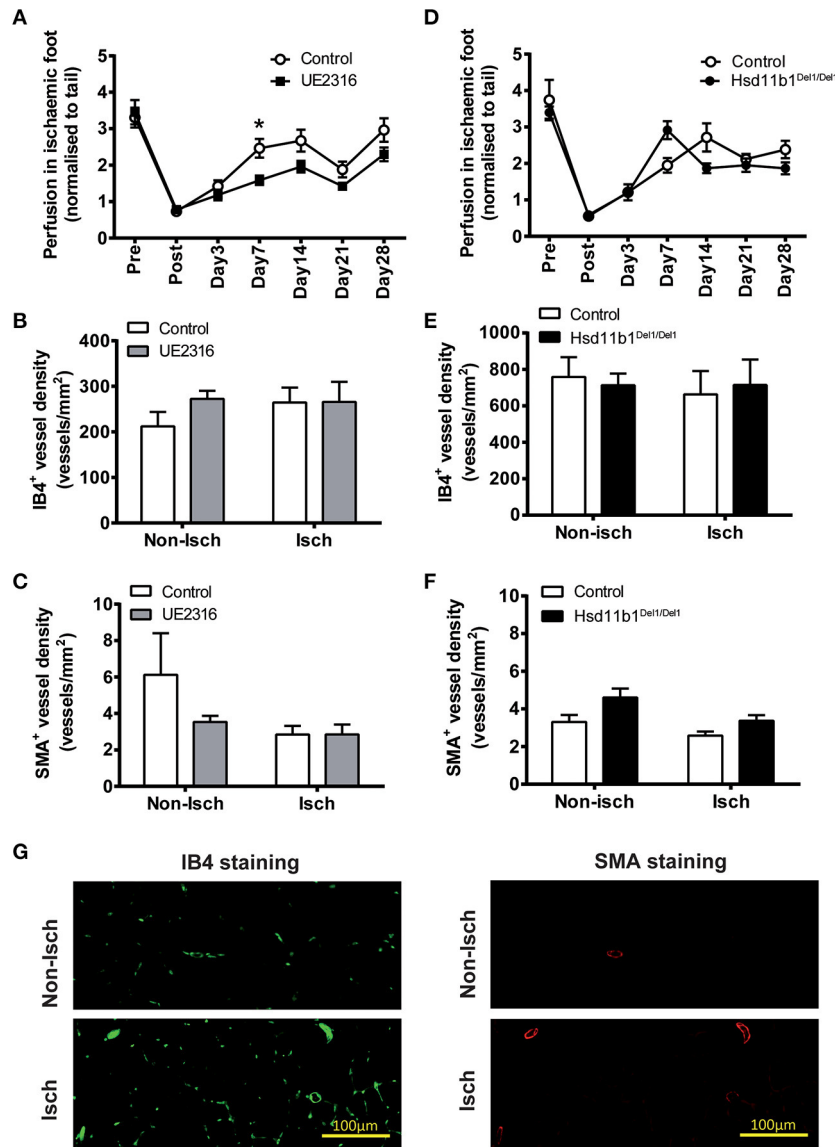 A
Perfusion in ischaemic foot
(normalised to tail)
5
4
3
2
1
0
Control
UE2316
*
Pre
Post
Day3
Day7
Day14
Day21
Day28
D
Perfusion in ischaemic foot
(normalised to tail)
5
4
3
2
1
0
Control
Hsd11b1Del1/Del1
Pre
Post
Day3
Day7
Day14
Day21
Day28
B
IB4+ vessel density
(vessels/mm2)
400
300
200
100
0
Control
UE2316
Non-Isch
Isch
E
IB4+ vessel density
(vessels/mm2)
1000
800
600
400
200
0
Control
Hsd11b1Del1/Del1
Non-isch
Isch
C
SMA+ vessel density
(vessels/mm2)
10
8
6
4
2
0
Control
UE2316
Non-Isch
Isch
F
SMA+ vessel density
(vessels/mm2)
10
8
6
4
2
0
Control
Hsd11b1Del1/Del1
Non-isch
Isch
G
IB4 staining
SMA staining
Non-Isch
Non-Isch
Isch
Isch
100µm
100µm